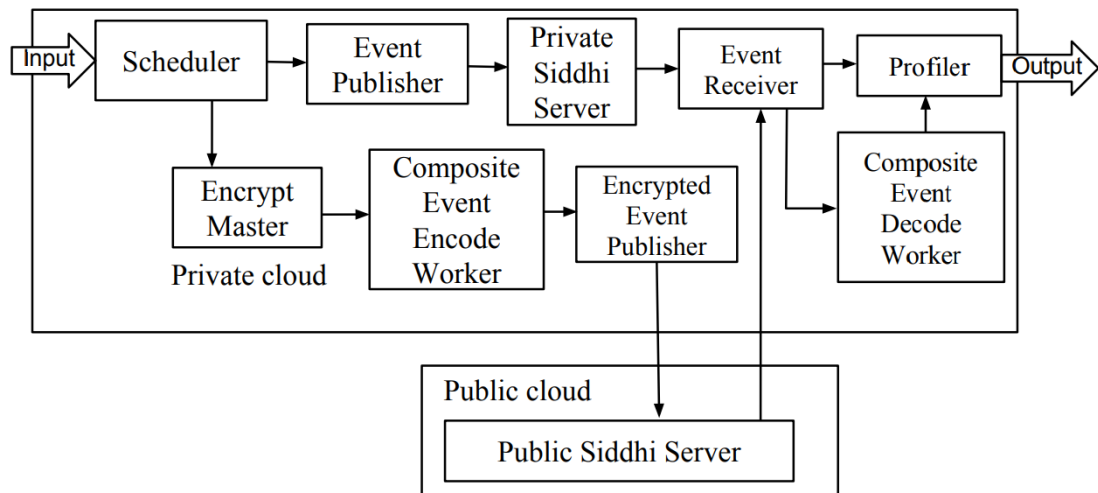 Input
Scheduler
Event
Publisher
Private
Siddhi
Server
Event
Receiver
Profiler
Output
Encrypt
Master
Composite
Event
Encode
Worker
Encrypted
Event
Publisher
Composite
Event
Decode
Worker
Private cloud
Public cloud
Public Siddhi Server